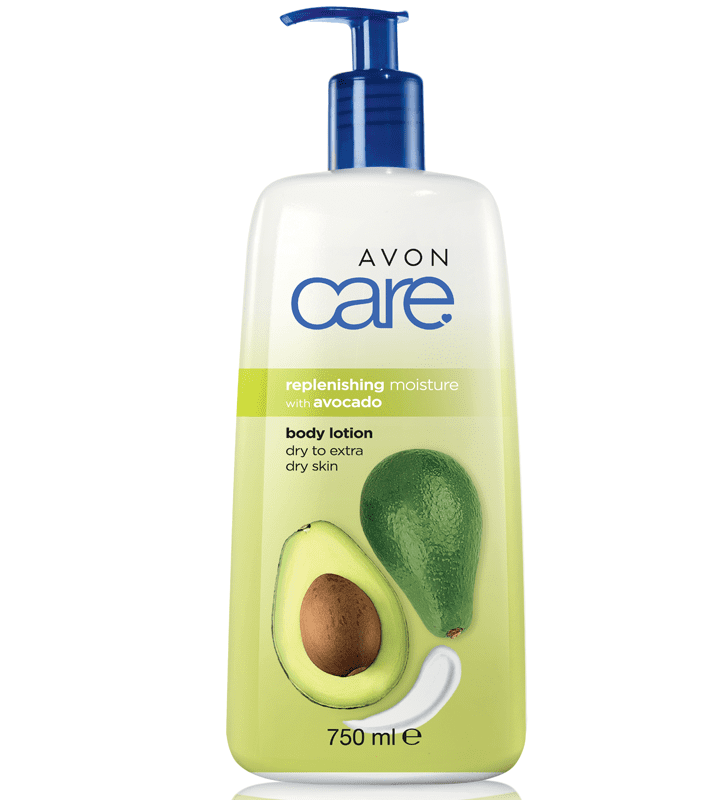 AVON
care
replenishing moisture
with avocado
body lotion
dry to extra
dry skin
750 ml ℮